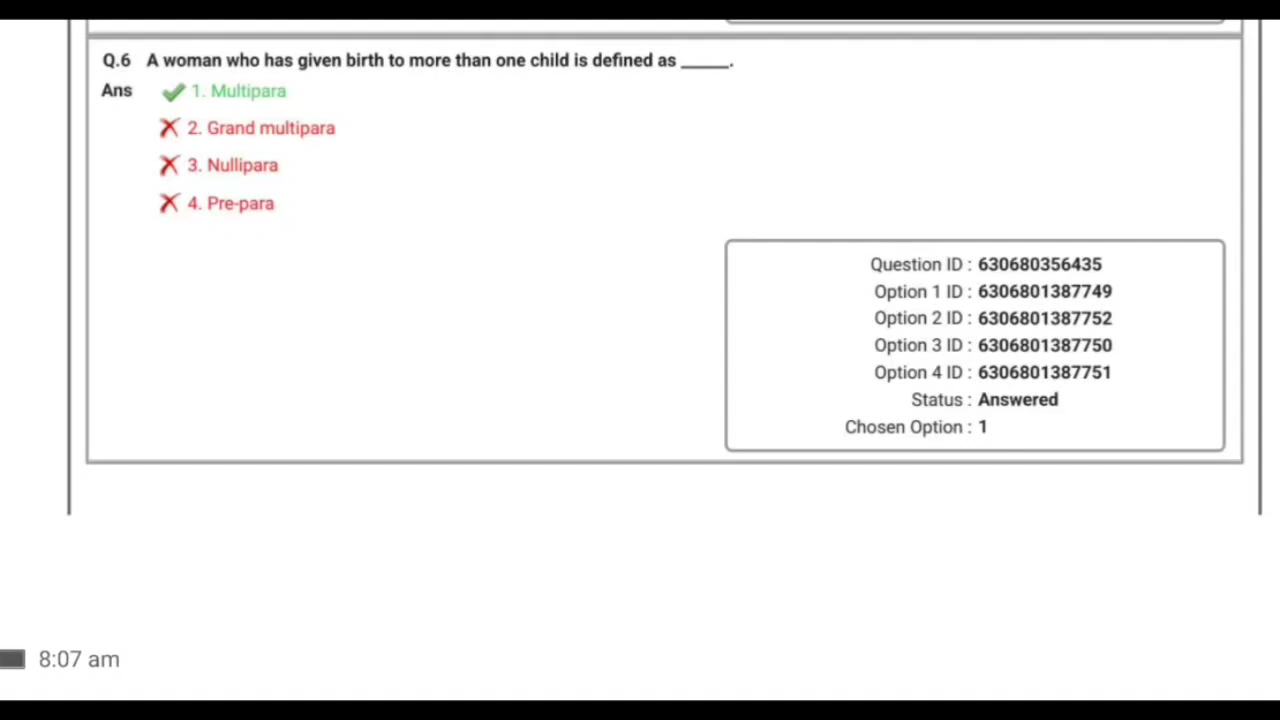 Q.6 A woman who has given birth to more than one child is defined as _____.
Ans 1. Multipara
2. Grand multipara
3. Nullipara
4. Pre-para
Question ID : 630680356435
Option 1 ID : 6306801387749
Option 2 ID : 6306801387752
Option 3 ID : 6306801387750
Option 4 ID : 6306801387751
Status : Answered
Chosen Option : 1
8:07 am